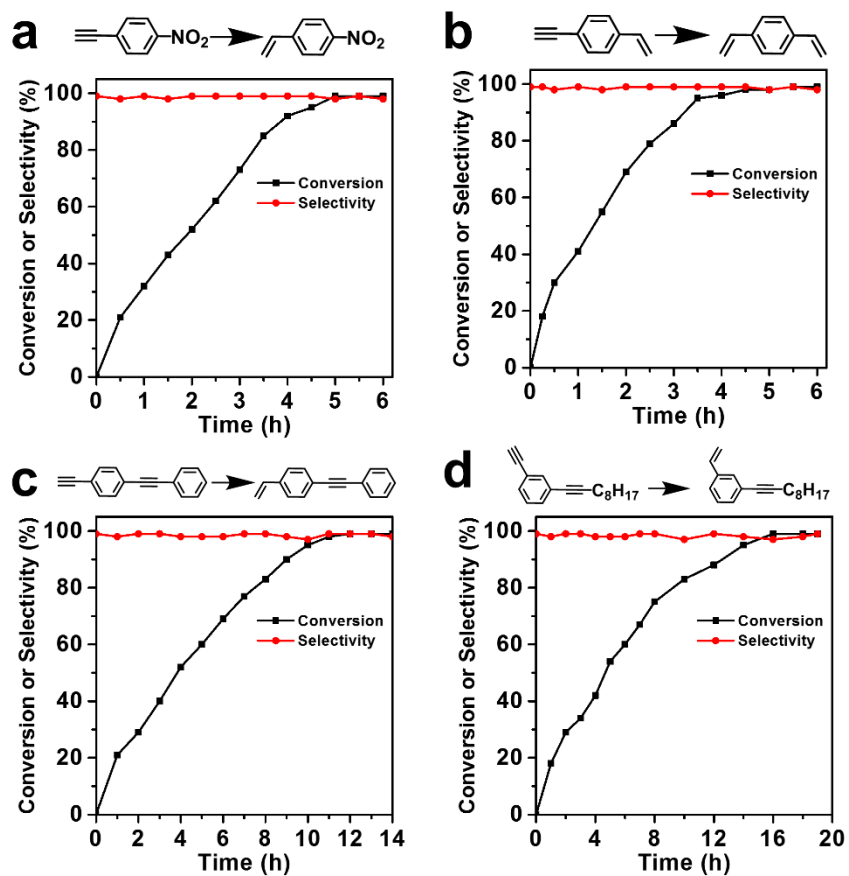 a
NO2
NO2
Conversion or Selectivity (%)
100
80
60
40
20
0
Conversion
Selectivity
0 1 2 3 4 5 6
Time (h)
b
Conversion or Selectivity (%)
100
80
60
40
20
0
Conversion
Selectivity
0 1 2 3 4 5 6
Time (h)
c
Conversion or Selectivity (%)
100
80
60
40
20
0
Conversion
Selectivity
0 2 4 6 8 10 12 14
Time (h)
d
C8H17
C8H17
Conversion or Selectivity (%)
100
80
60
40
20
0
Conversion
Selectivity
0 4 8 12 16 20
Time (h)